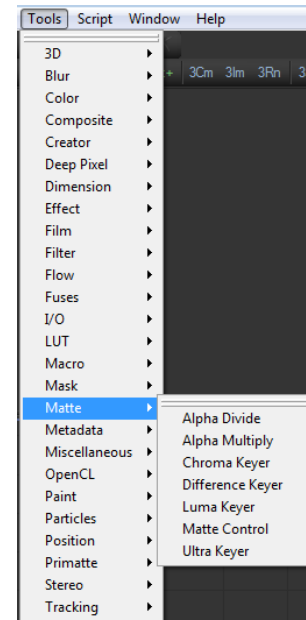 Tools Script Window Help
3Cm 3Im 3Rn 3
3D
Blur
Color
Composite
Creator
Deep Pixel
Dimension
Effect
Film
Filter
Flow
Fuses
I/O
LUT
Macro
Mask
Matte
Metadata
Miscellaneous
OpenCL
Paint
Particles
Position
Primatte
Stereo
Tracking
Alpha Divide
Alpha Multiply
Chroma Keyer
Difference Keyer
Luma Keyer
Matte Control
Ultra Keyer